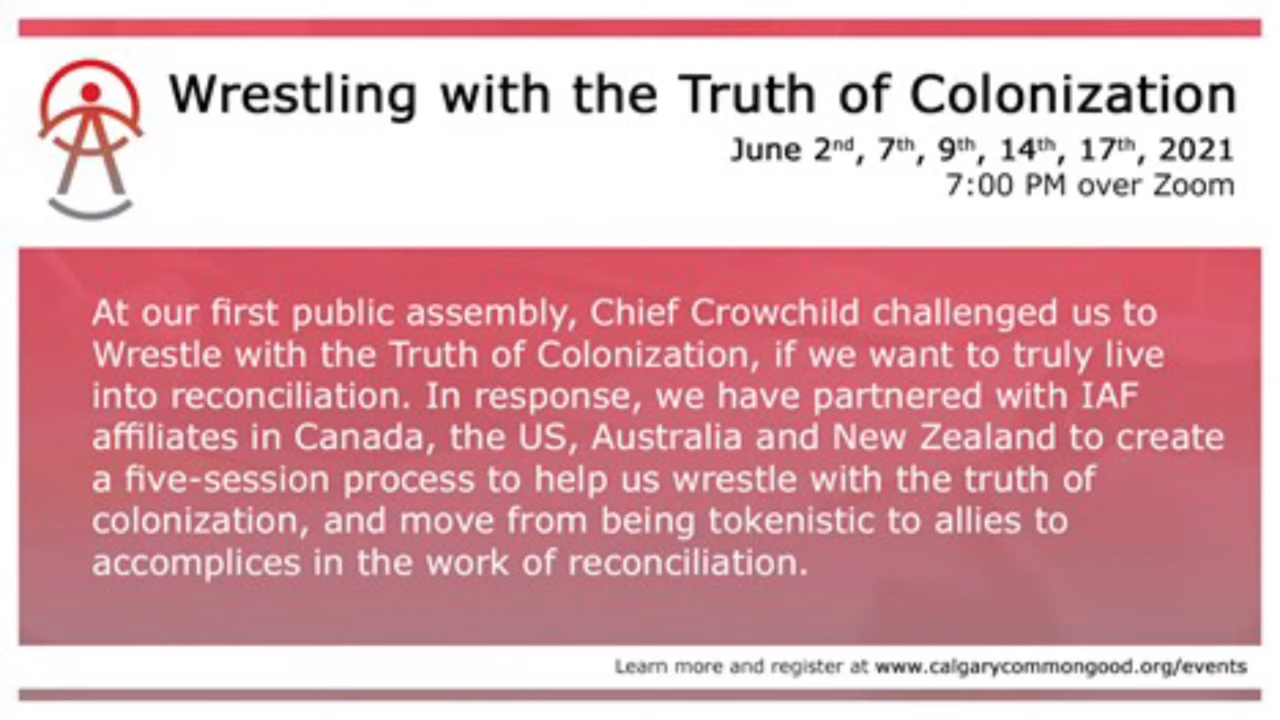 Wrestling with the Truth of Colonization
June 2nd, 7th, 9th, 14th, 17th, 2021
7:00 PM over Zoom
At our first public assembly, Chief Crowchild challenged us to
Wrestle with the Truth of Colonization, if we want to truly live
into reconciliation. In response, we have partnered with IAF
affiliates in Canada, the US, Australia and New Zealand to create
a five-session process to help us wrestle with the truth of
colonization, and move from being tokenistic to allies to
accomplices in the work of reconciliation.
Learn more and register at www.calgarycommongood.org/events